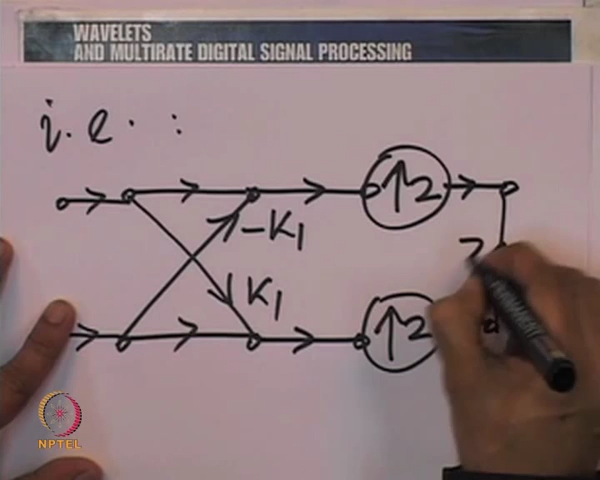 WAVELETS
AND MULTIRATE DIGITAL SIGNAL PROCESSING
i.e. :
↑2
-K1
K1
↑2
NPTEL